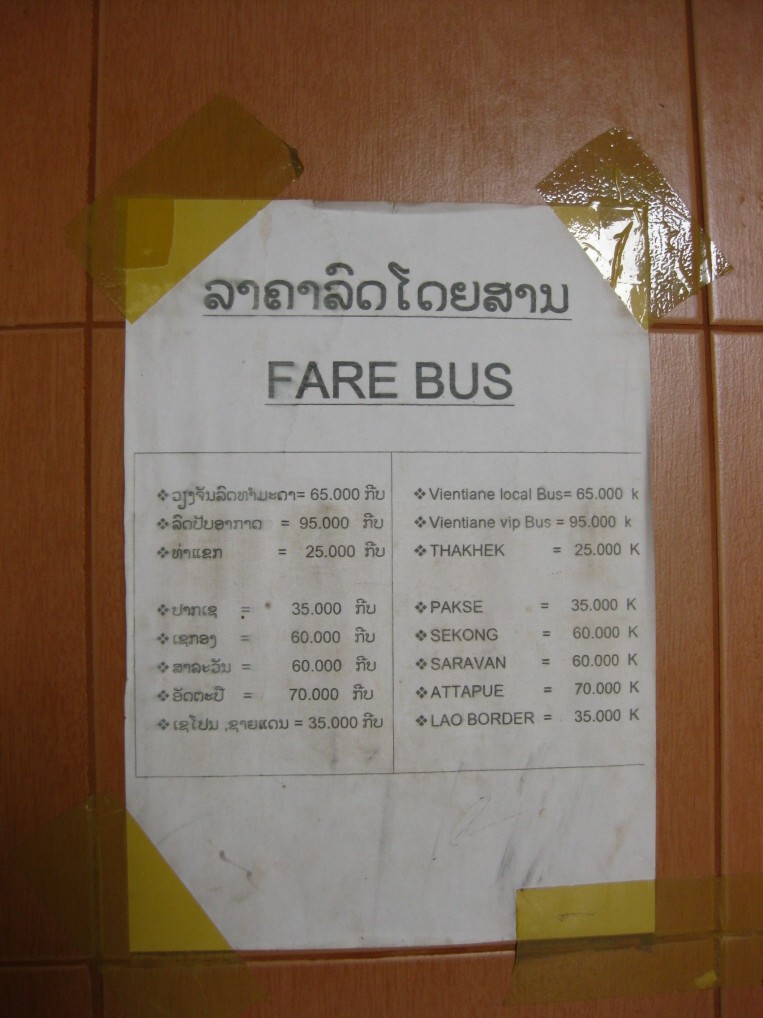 ລາຄາລົດໂດຍສານ
FARE BUS
❖ວຽງຈັນລົດທຳມະດາ= 65.000 ກີບ
❖ລົດປັບອາກາດ = 95.000 ກີບ
❖ທ່າແຂກ = 25.000 ກີບ
❖ປາກເຊ = 35.000 ກີບ
❖ເຊກອງ = 60.000 ກີບ
❖ສາລະວັນ = 60.000 ກີບ
❖ອັດຕະປື = 70.000 ກີບ
❖ເຊໂປນ ,ຊາຍແດນ = 35.000 ກີບ
❖Vientiane local Bus= 65.000 k
❖Vientiane vip Bus = 95.000 k
❖THAKHEK = 25.000 K
❖PAKSE = 35.000 K
❖SEKONG = 60.000 K
❖SARAVAN = 60.000 K
❖ATTAPUE = 70.000 K
❖LAO BORDER = 35.000 K